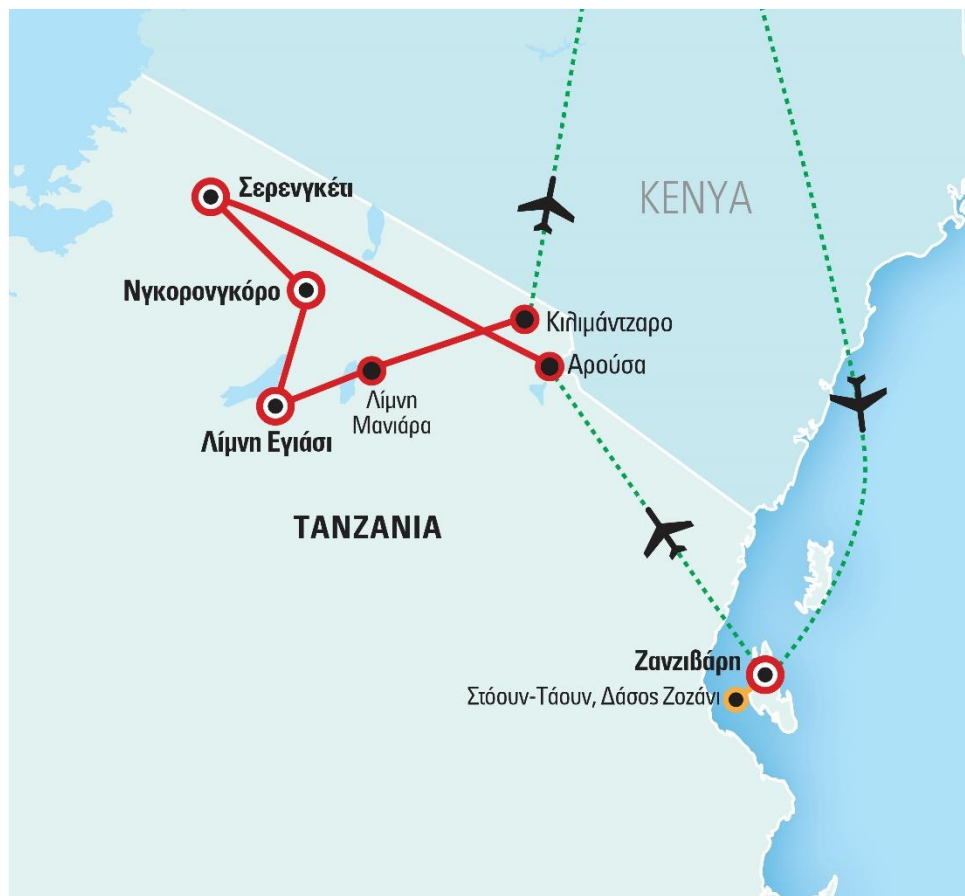 Σερενγκέτι
KENYA
Νγκορονγκόρο
Κιλιμάντζαρο
Αρούσα
Λίμνη
Μανιάρα
Λίμνη Εγιάσι
TANZANIA
Ζανζιβάρη
Στόουν-Τάουν, Δάσος Ζοζάνι